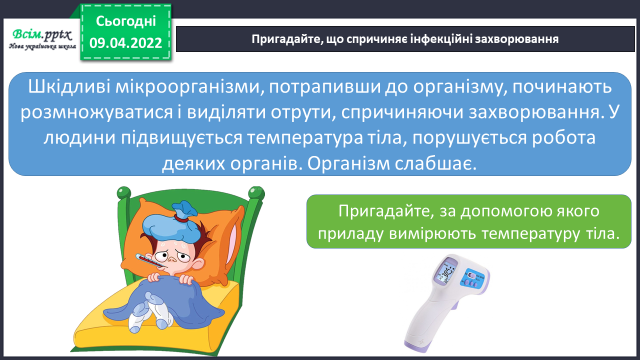 Всім.pptx
Нова українська школа
Сьогодні
09.04.2022
Пригадайте, що спричиняє інфекційні захворювання
Шкідливі мікроорганізми, потрапивши до організму, починають
розмножуватися і виділяти отрути, спричиняючи захворювання. У
людини підвищується температура тіла, порушується робота
деяких органів. Організм слабшає.
Пригадайте, за допомогою якого
приладу вимірюють температуру тіла.